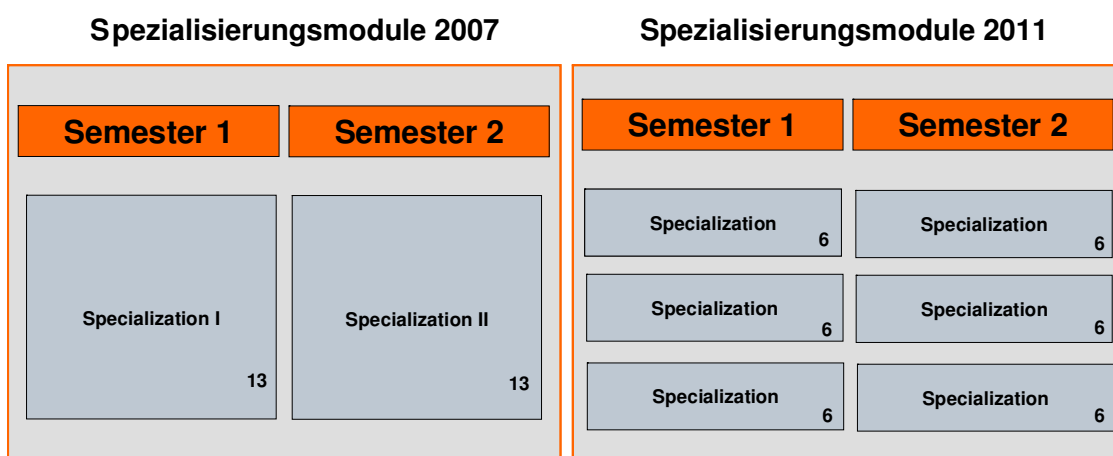 Spezialisierungsmodule 2007
Semester 1
Semester 2
Specialization I
13
Specialization II
13
Spezialisierungsmodule 2011
Semester 1
Semester 2
Specialization
6
Specialization
6
Specialization
6
Specialization
6
Specialization
6
Specialization
6